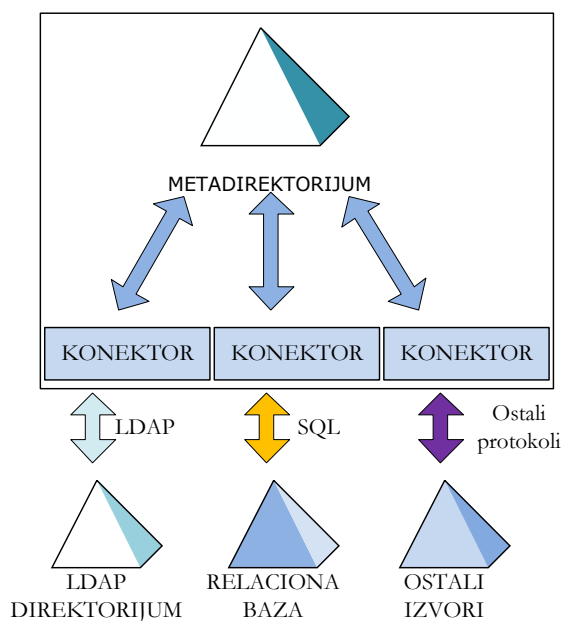 METADIREKTORIJUM
KONEKTOR KONEKTOR KONEKTOR
LDAP
SQL
Ostali
protokoli
LDAP
DIREKTORIJUM
RELACIONA
BAZA
OSTALI
IZVORI